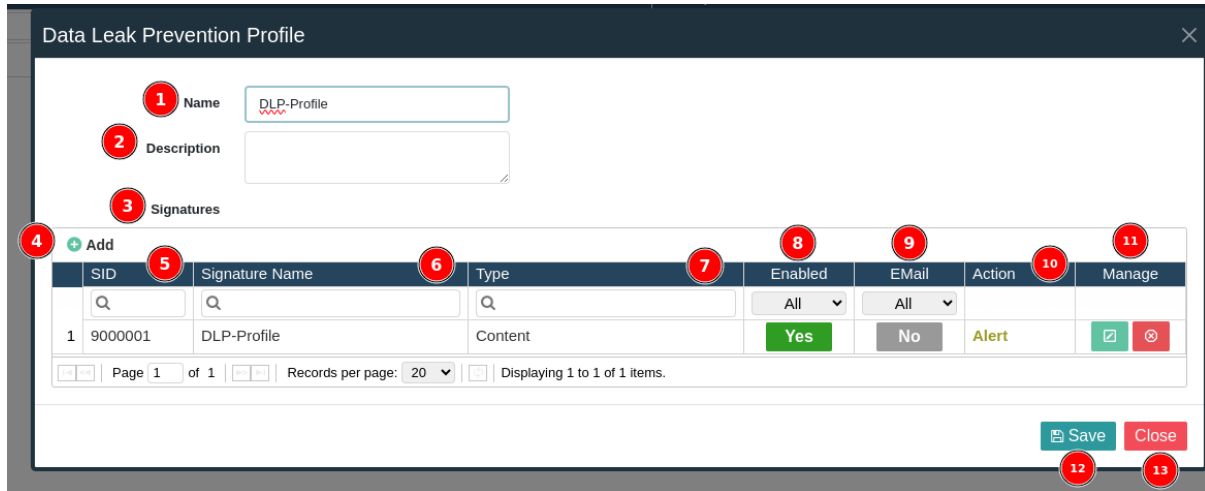 Data Leak Prevention Profile
1 Name DLP-Profile
2 Description
3 Signatures
4 Add
5 6 7 8 9 10 11
SID Signature Name Type Enabled EMail Action Manage
All All
1 9000001 DLP-Profile Content Yes No Alert
Page 1 of 1 Records per page: 20 Displaying 1 to 1 of 1 items.
Save Close
12 13